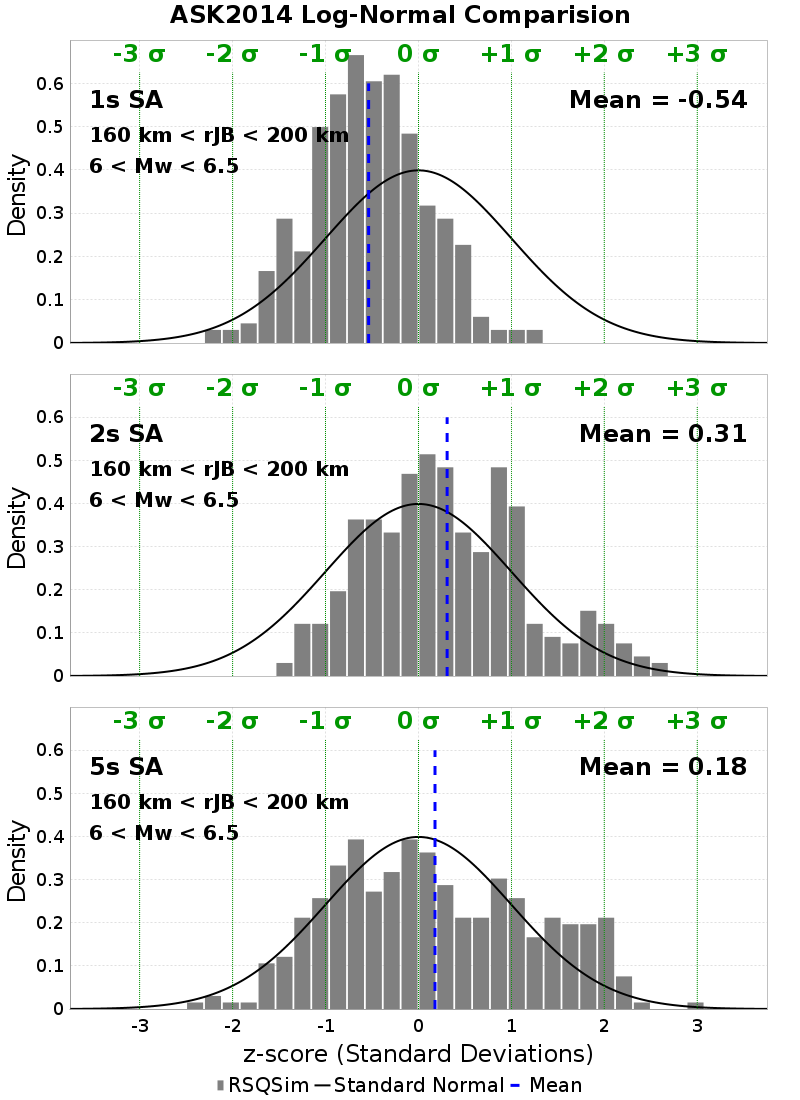 ASK2014 Log-Normal Comparision
-3 σ -2 σ -1 σ 0 σ +1 σ +2 σ +3 σ
1s SA
Mean = -0.54
160 km < rJB < 200 km
6 < Mw < 6.5
0.6
0.5
0.4
0.3
0.2
0.1
0
Density
-3 σ -2 σ -1 σ 0 σ +1 σ +2 σ +3 σ
2s SA
Mean = 0.31
160 km < rJB < 200 km
6 < Mw < 6.5
0.6
0.5
0.4
0.3
0.2
0.1
0
Density
-3 σ -2 σ -1 σ 0 σ +1 σ +2 σ +3 σ
5s SA
Mean = 0.18
160 km < rJB < 200 km
6 < Mw < 6.5
0.6
0.5
0.4
0.3
0.2
0.1
0
Density
-3 -2 -1 0 1 2 3
z-score (Standard Deviations)
RSQSim Standard Normal Mean